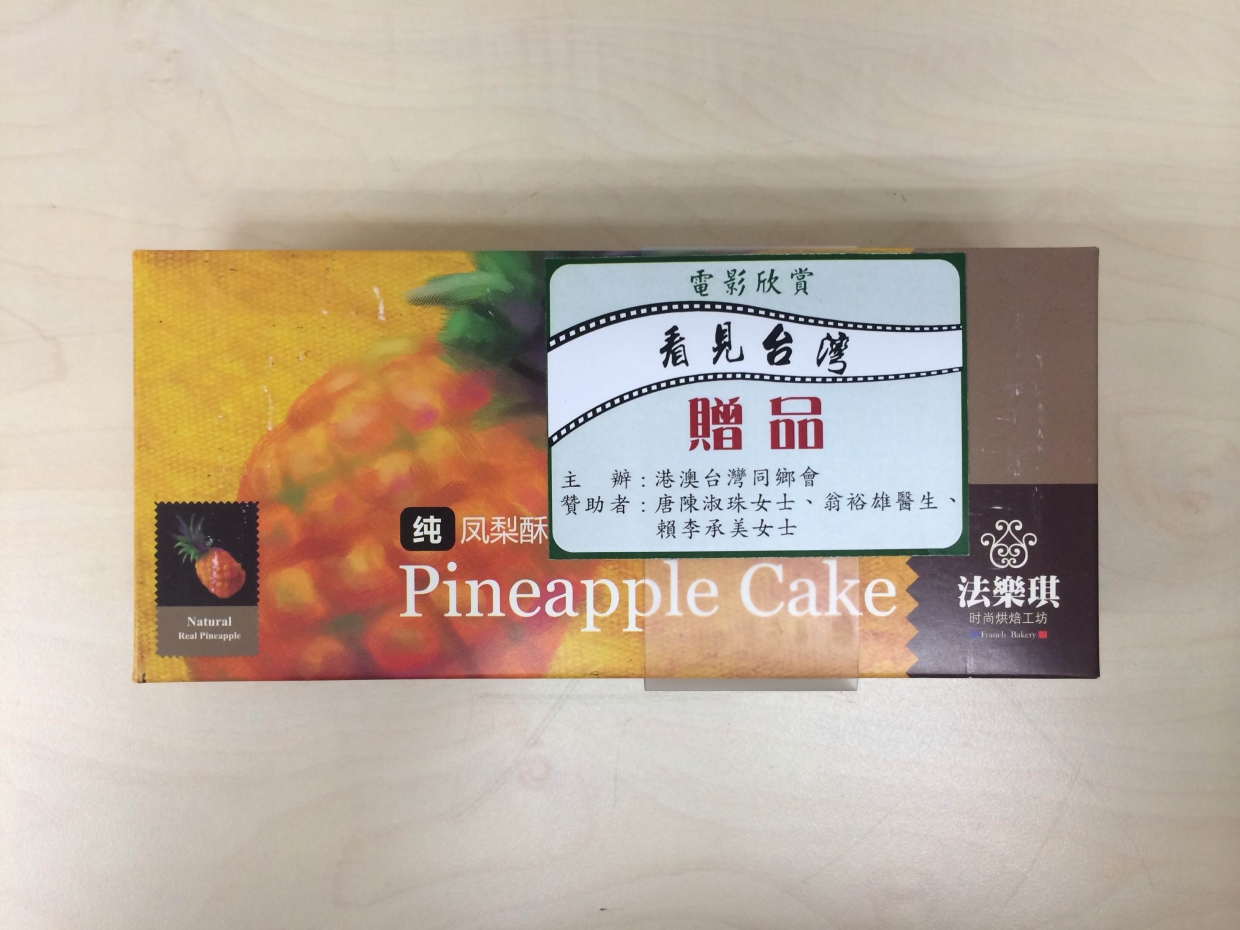 電影欣賞
看見台灣
贈品
主 辦：港澳台灣同鄉會
贊助者：唐陳淑珠女士、翁裕雄醫生、
賴李承美女士
纯 凤梨酥
Pineapple Cake
Natural
Real Pineapple
法樂琪
时尚烘焙工坊
Franch Bakery